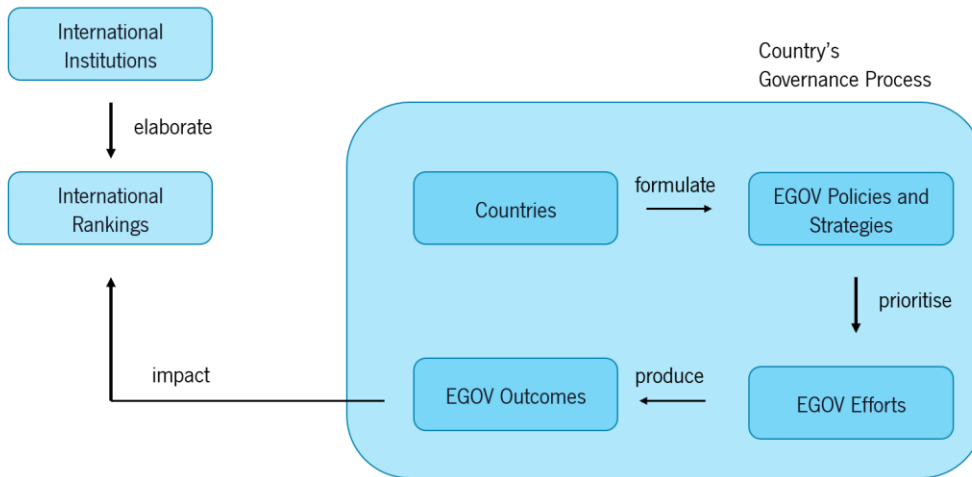 International
Institutions
elaborate
International
Rankings
Country's
Governance Process
Countries
formulate
EGOV Policies and
Strategies
prioritise
EGOV Efforts
produce
EGOV Outcomes
impact